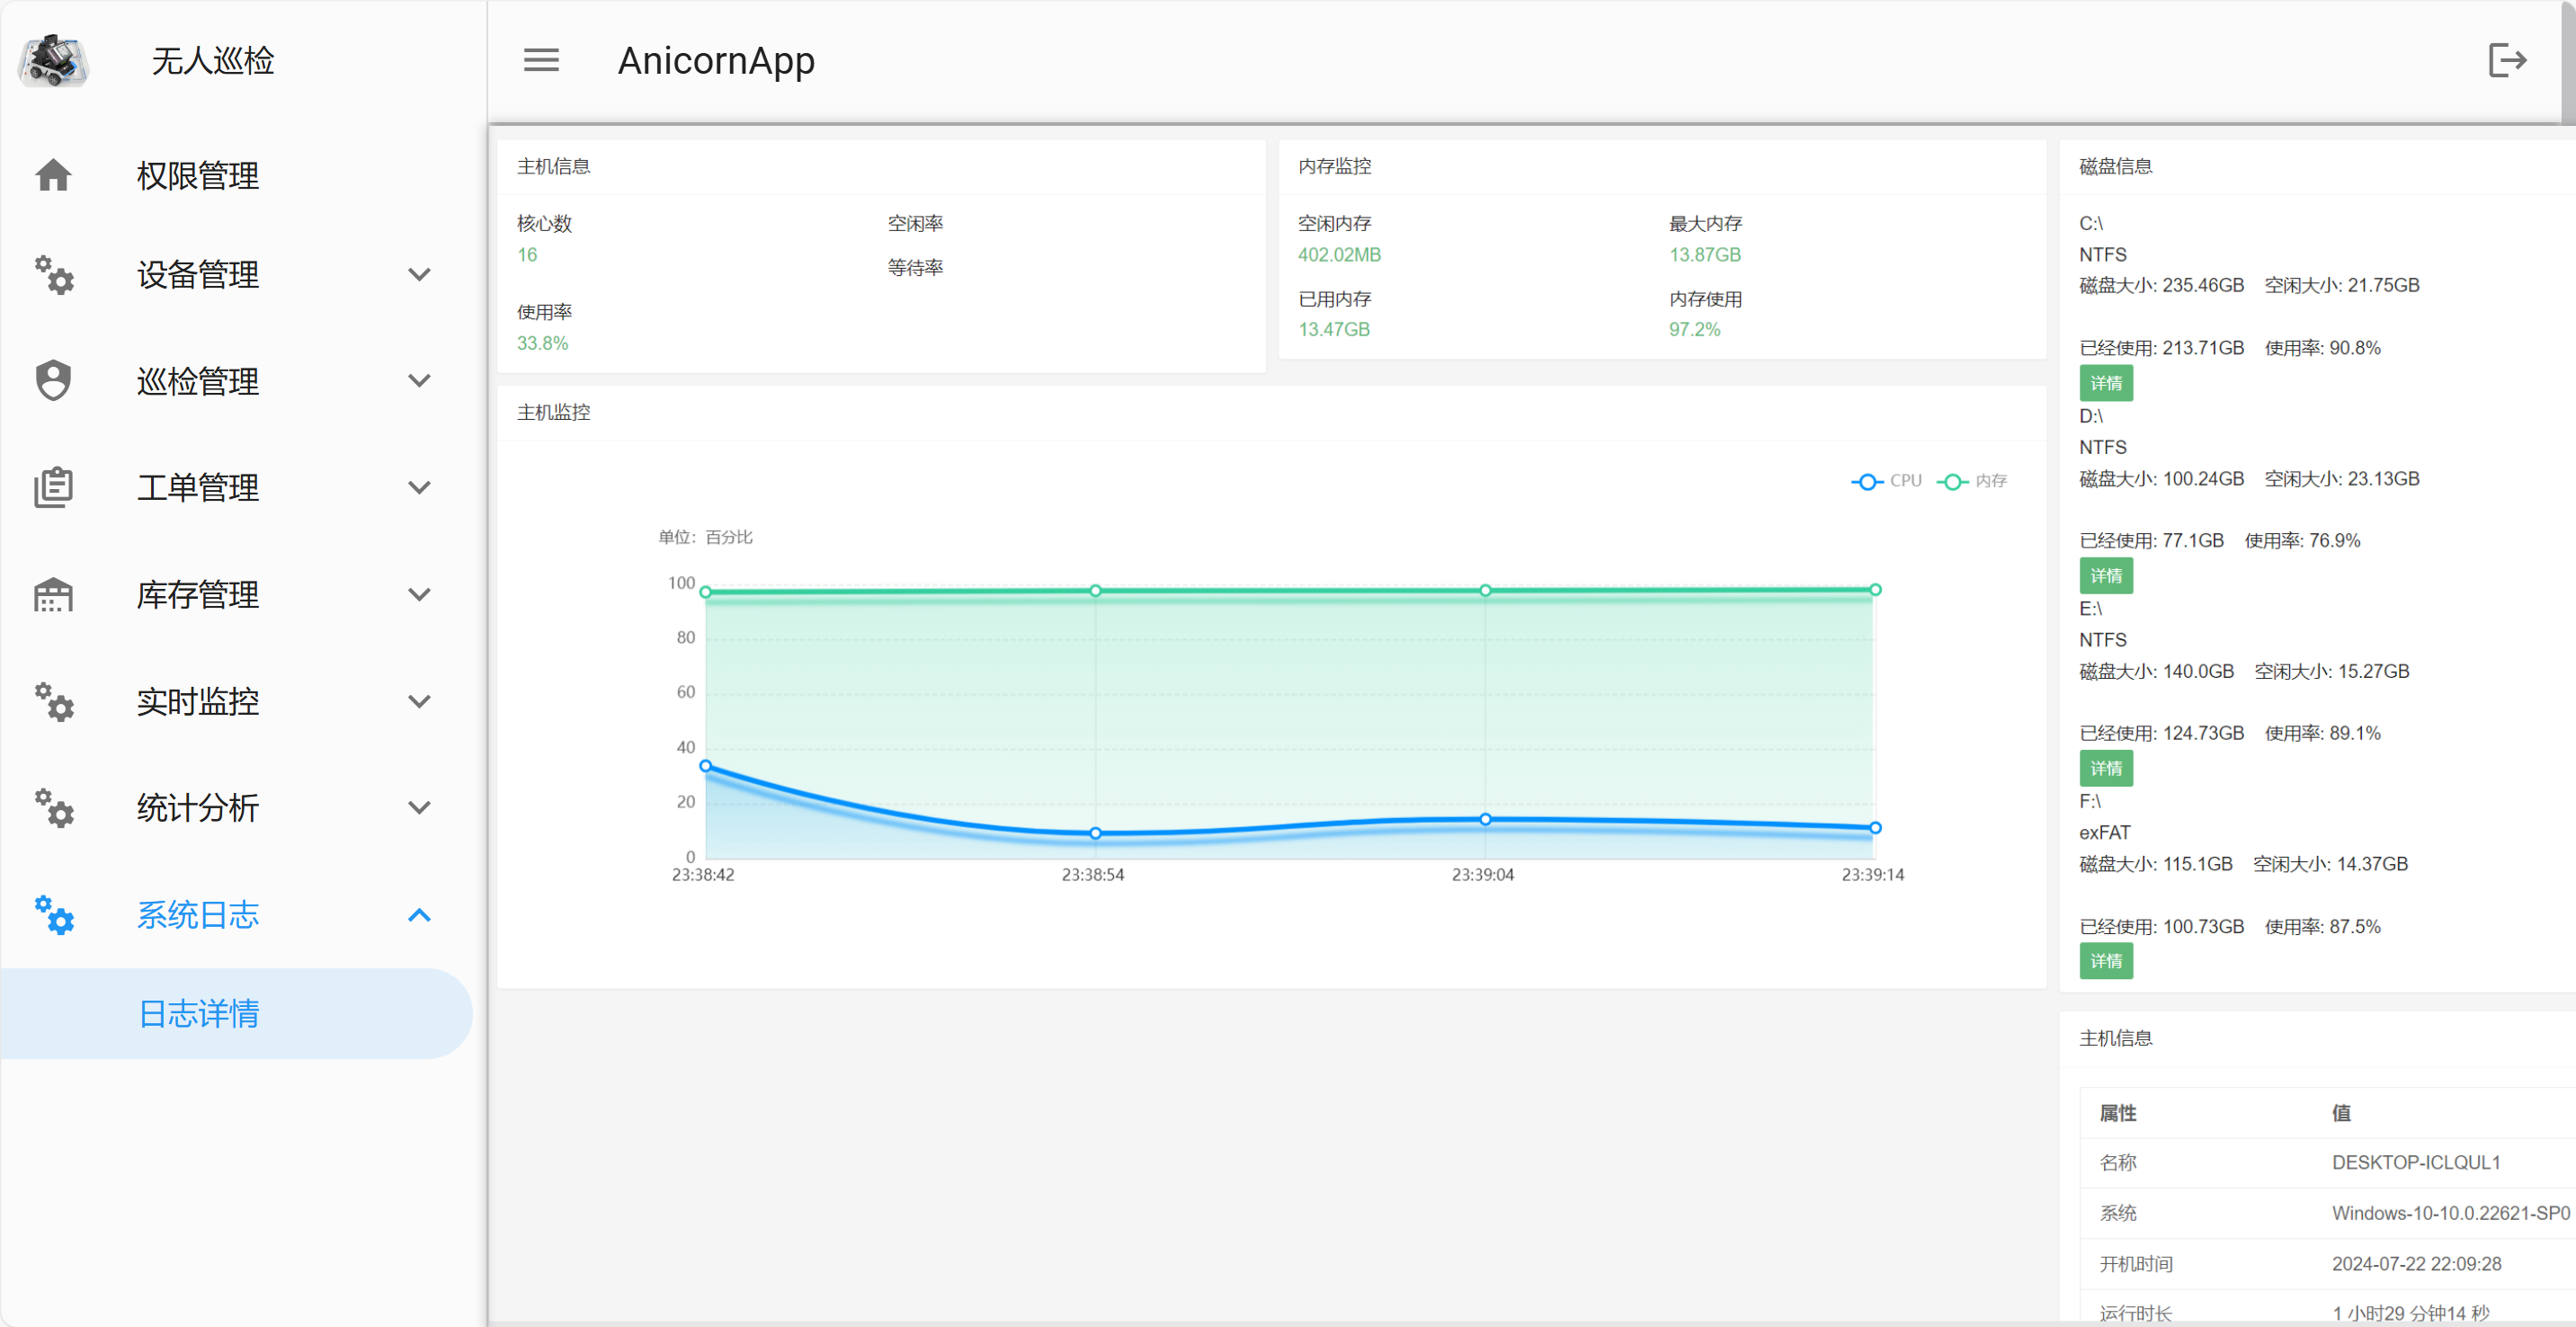 无人巡检
AnicornApp
权限管理
设备管理
巡检管理
工单管理
库存管理
实时监控
统计分析
系统日志
日志详情
主机信息
核心数
16
空闲率
等待率
使用率
33.8%
内存监控
空闲内存
402.02MB
最大内存
13.87GB
已用内存
13.47GB
内存使用
97.2%
主机监控
CPU
内存
单位：百分比
100
80
60
40
20
0
23:38:42
23:38:54
23:39:04
23:39:14
磁盘信息
C:\
NTFS
磁盘大小: 235.46GB 空闲大小: 21.75GB
已经使用: 213.71GB 使用率: 90.8%
详情
D:\
NTFS
磁盘大小: 100.24GB 空闲大小: 23.13GB
已经使用: 77.1GB 使用率: 76.9%
详情
E:\
NTFS
磁盘大小: 140.0GB 空闲大小: 15.27GB
已经使用: 124.73GB 使用率: 89.1%
详情
F:\
exFAT
磁盘大小: 115.1GB 空闲大小: 14.37GB
已经使用: 100.73GB 使用率: 87.5%
详情
主机信息
属性 值
名称 DESKTOP-ICLQUL1
系统 Windows-10-10.0.22621-SP0
开机时间 2024-07-22 22:09:28
运行时长 1 小时29 分钟14 秒